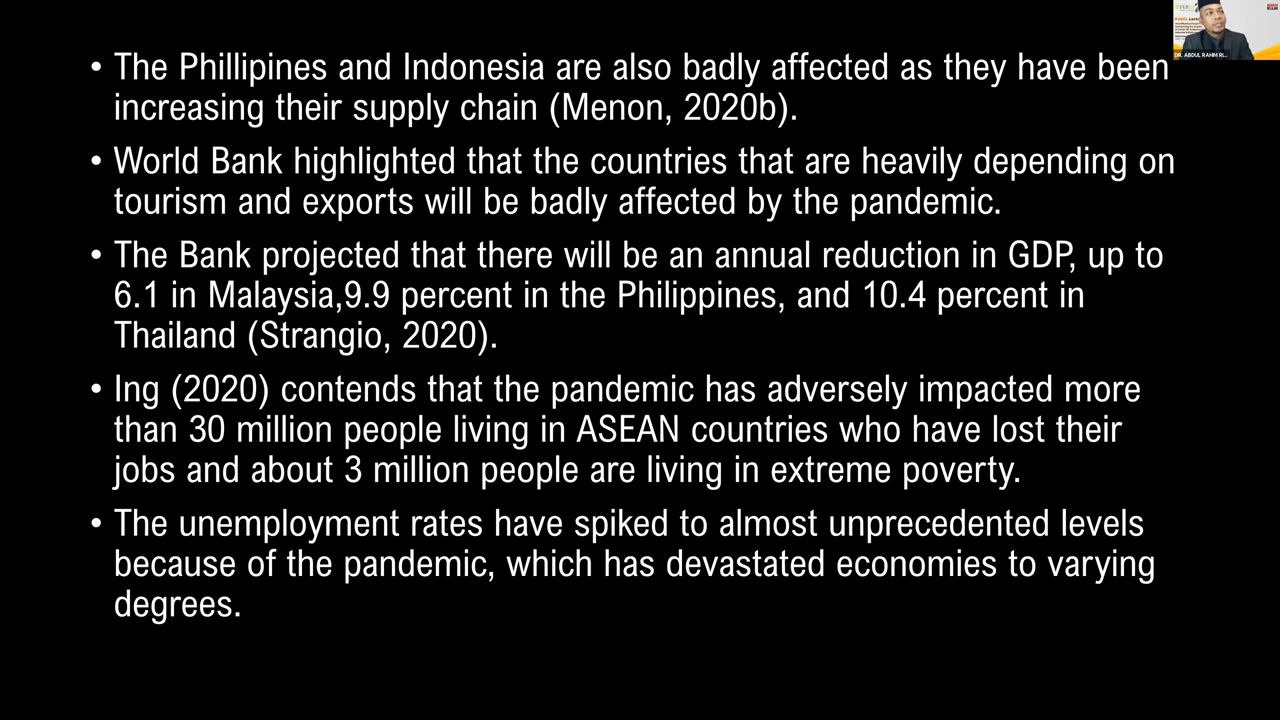 • The Phillipines and Indonesia are also badly affected as they have been
increasing their supply chain (Menon, 2020b).
• World Bank highlighted that the countries that are heavily depending on
tourism and exports will be badly affected by the pandemic.
• The Bank projected that there will be an annual reduction in GDP, up to
6.1 in Malaysia,9.9 percent in the Philippines, and 10.4 percent in
Thailand (Strangio, 2020).
• Ing (2020) contends that the pandemic has adversely impacted more
than 30 million people living in ASEAN countries who have lost their
jobs and about 3 million people are living in extreme poverty.
• The unemployment rates have spiked to almost unprecedented levels
because of the pandemic, which has devastated economies to varying
degrees.
Public Lect
DR. ABDUL RAHIM RI...